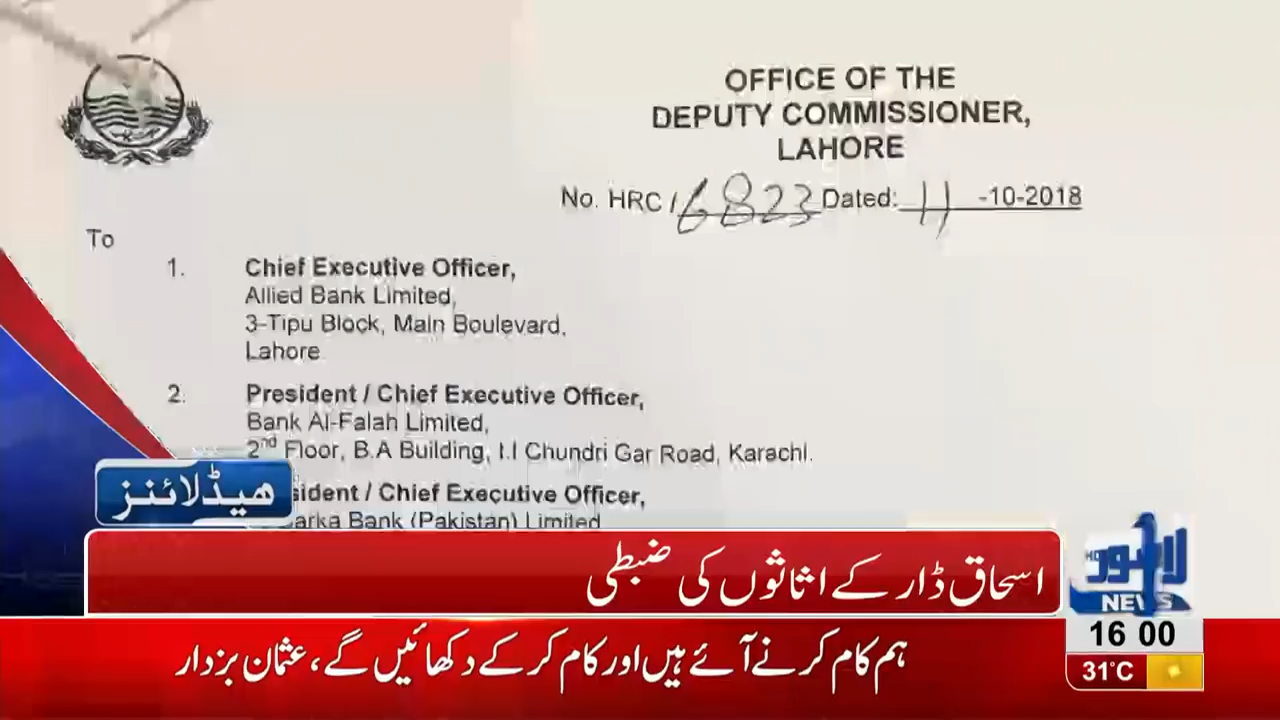 OFFICE OF THE
DEPUTY COMMISSIONER,
LAHORE
No. HRC / 6823 Dated: 11 -10-2018
To
1. Chief Executive Officer,
Allied Bank Limited,
3-Tipu Block, Main Boulevard,
Lahore
2. President / Chief Executive Officer,
Bank Al-Falah Limited,
2nd Floor, B.A Building, I.I Chundri Gar Road, Karachi.
sident / Chief Executive Officer,
arka Bank (Pakistan) Limited
ھیڈلائنز
اسحاق ڈار کے اثاثوں کی ضبطی
لاہور
NEWS
16 00
31°C
ہم کام کرنے آئے ہیں اور کام کر کے دکھائیں گے، عثمان بزدار